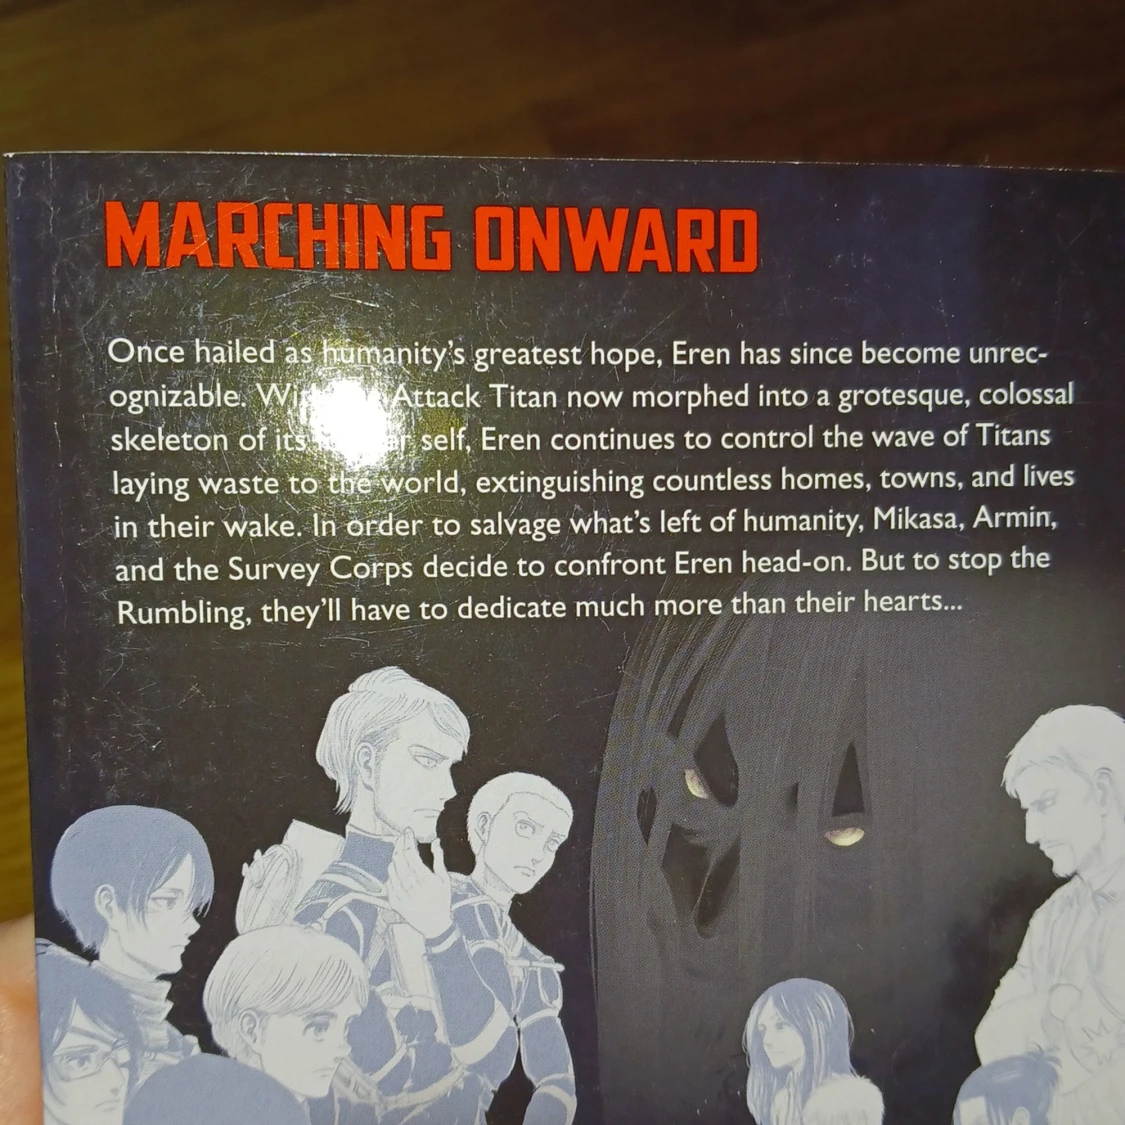 MARCHING ONWARD
Once hailed as humanity's greatest hope, Eren has since become unrec-
ognizable. Attack Titan now morphed into a grotesque, colossal
skeleton of its self, Eren continues to control the wave of Titans
laying waste to the world, extinguishing countless homes, towns, and lives
in their wake. In order to salvage what's left of humanity, Mikasa, Armin,
and the Survey Corps decide to confront Eren head-on. But to stop the
Rumbling, they'll have to dedicate much more than their hearts...